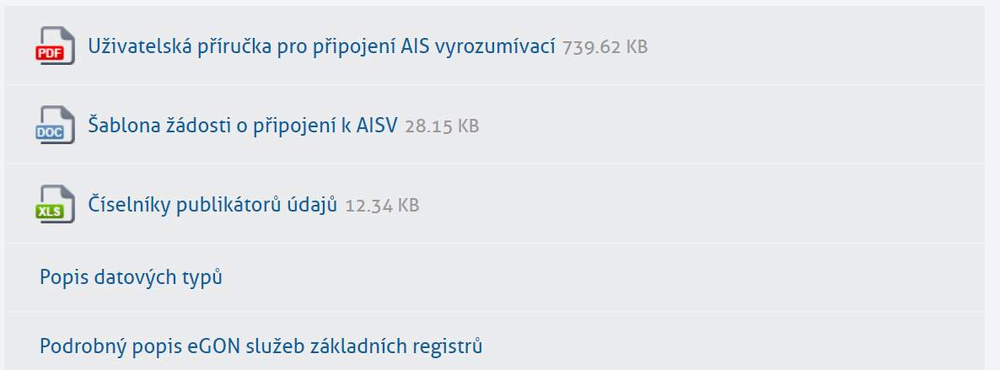 PDF Uživatelská příručka pro připojení AIS vyrozumívací 739.62 KB
DOC Šablona žádosti o připojení k AISV 28.15 KB
XLS Číselníky publikátorů údajů 12.34 KB
Popis datových typů
Podrobný popis eGON služeb základních registrů